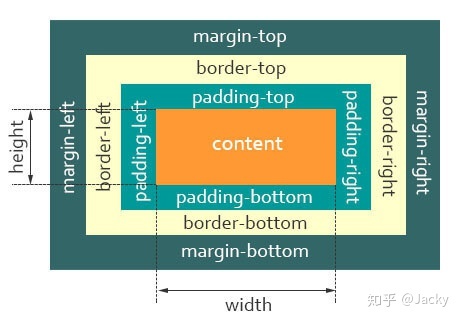 margin-top
border-top
padding-top
height
margin-left
border-left
padding-left
content
padding-right
border-right
margin-right
padding-bottom
border-bottom
margin-bottom
width
知乎 @Jacky